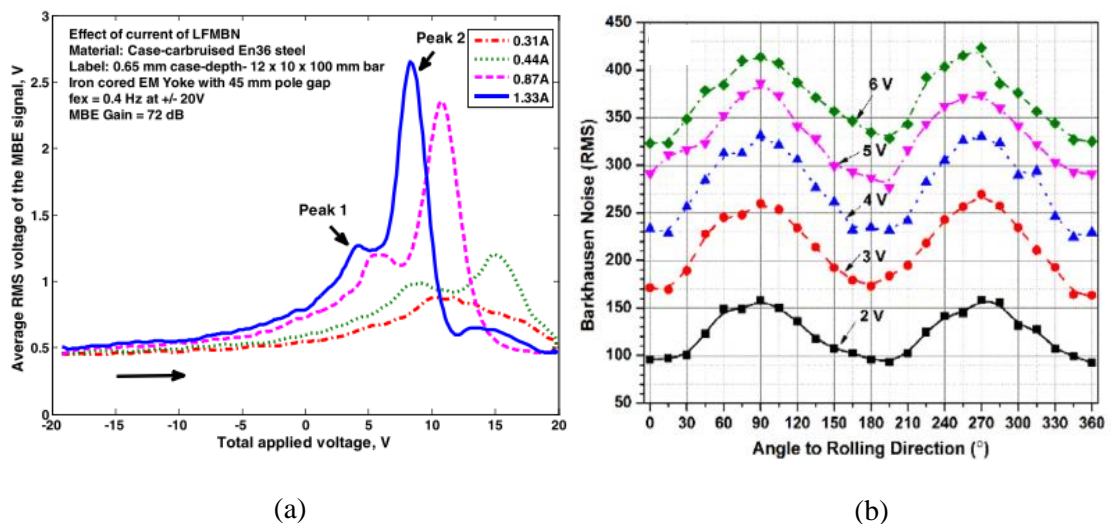 Effect of current of LFMBN
Material: Case-carbruised En36 steel
Label: 0.65 mm case-depth- 12 x 10 x 100 mm bar
Iron cored EM Yoke with 45 mm pole gap
fex = 0.4 Hz at +/- 20V
MBE Gain = 72 dB
Peak 2
Peak 1
0.31A
0.44A
0.87A
1.33A
Average RMS voltage of the MBE signal, V
3
2.5
2
1.5
1
0.5
0
-20 -15 -10 -5 0 5 10 15 20
Total applied voltage, V
(a)
b)
Barkhausen Noise (RMS)
450
400
350
300
250
200
150
100
50
6 V
5 V
4 V
3 V
2 V
0 30 60 90 120 150 180 210 240 270 300 330 360
Angle to Rolling Direction (°)
(b)